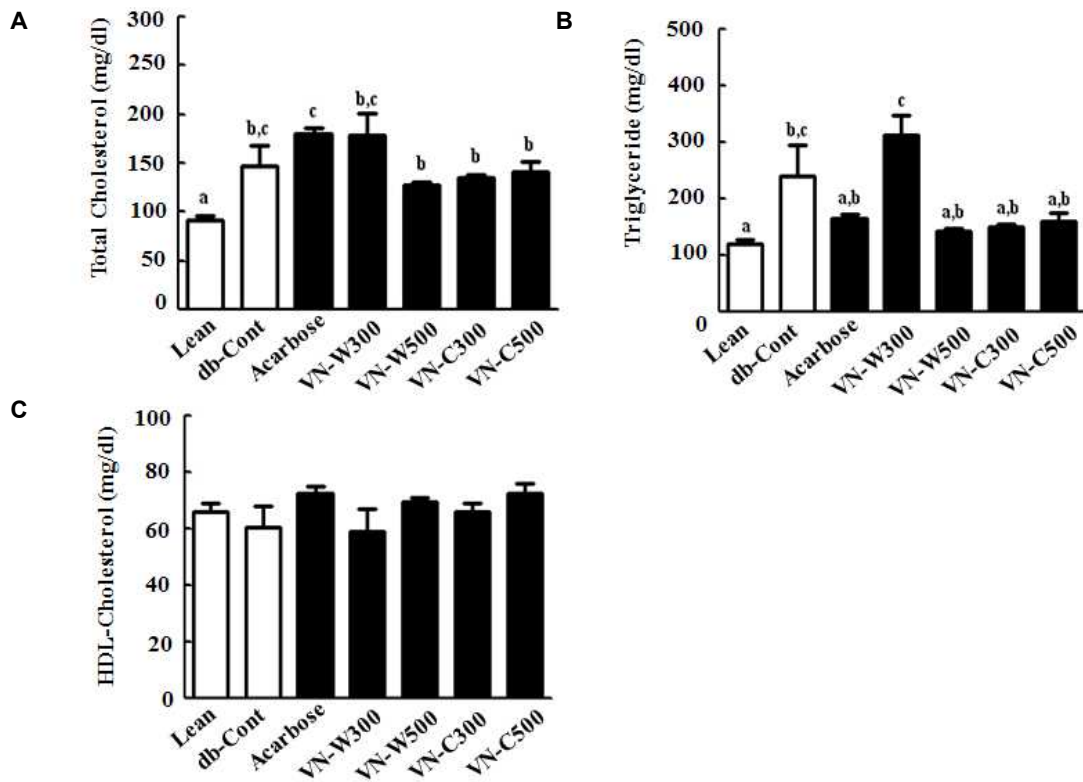 A
Total Cholesterol (mg/dl)
300
250
200
150
100
50
0
a
b,c
c
b,c
b
b
b
Lean
db-Cont
Acarbose
VN-W300
VN-W500
VN-C300
VN-C500
B
Triglyceride (mg/dl)
500
400
300
200
100
0
a
b,c
a,b
c
a,b
a,b
a,b
Lean
db-Cont
Acarbose
VN-W300
VN-W500
VN-C300
VN-C500
C
HDL-Cholesterol (mg/dl)
100
80
60
40
20
0
Lean
db-Cont
Acarbose
VN-W300
VN-W500
VN-C300
VN-C500